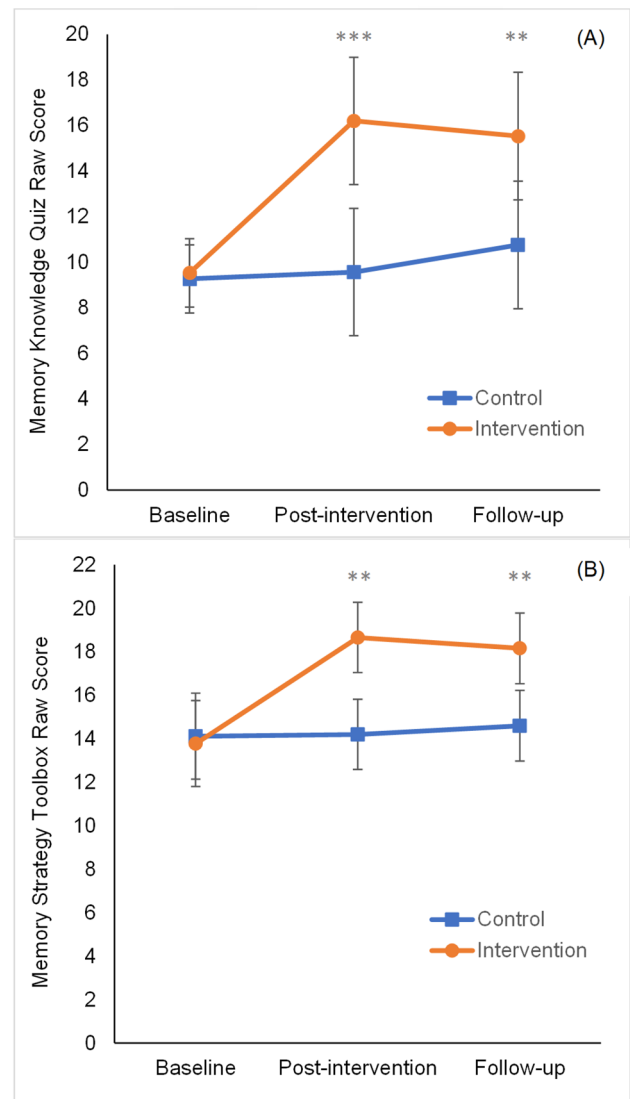 (A)
*** **
Memory Knowledge Quiz Raw Score
20
18
16
14
12
10
8
6
4
2
0
Control
Intervention
Baseline Post-intervention Follow-up
(B)
** **
Memory Strategy Toolbox Raw Score
22
20
18
16
14
12
10
8
6
4
2
0
Control
Intervention
Baseline Post-intervention Follow-up